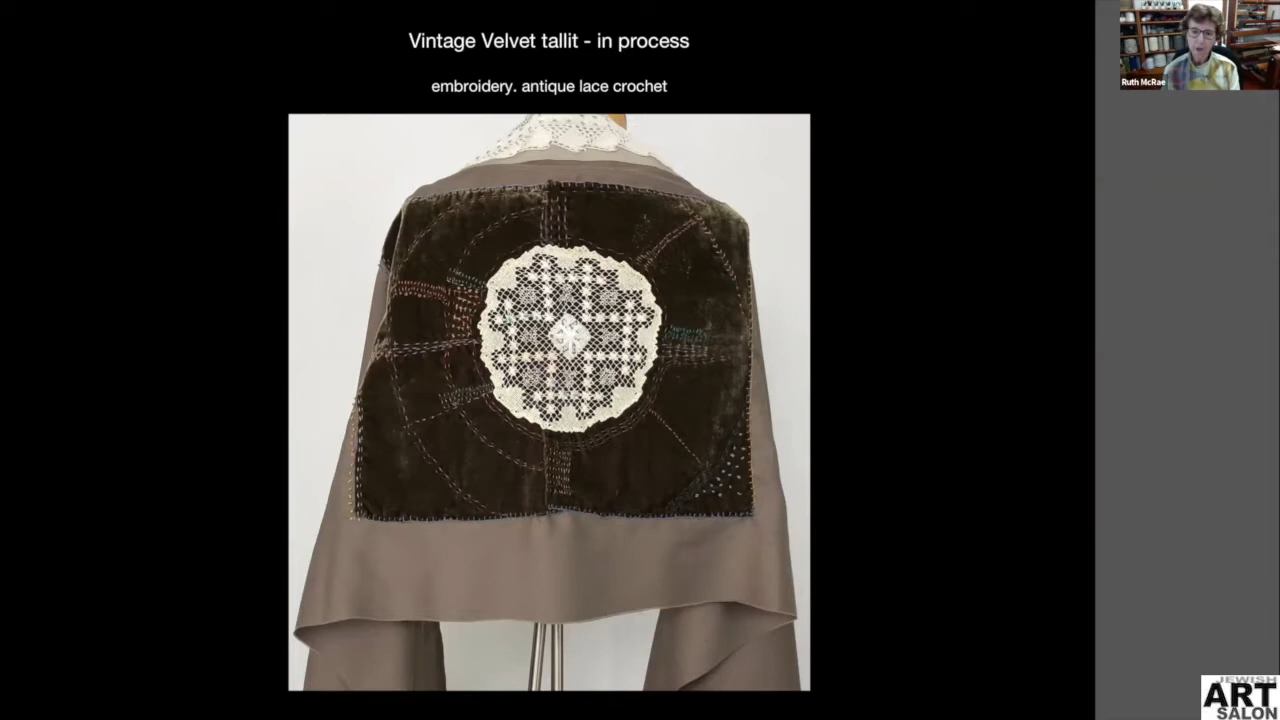 Vintage Velvet tallit - in process
embroidery. antique lace crochet
Ruth McRae
JEWISH
ART
SALON